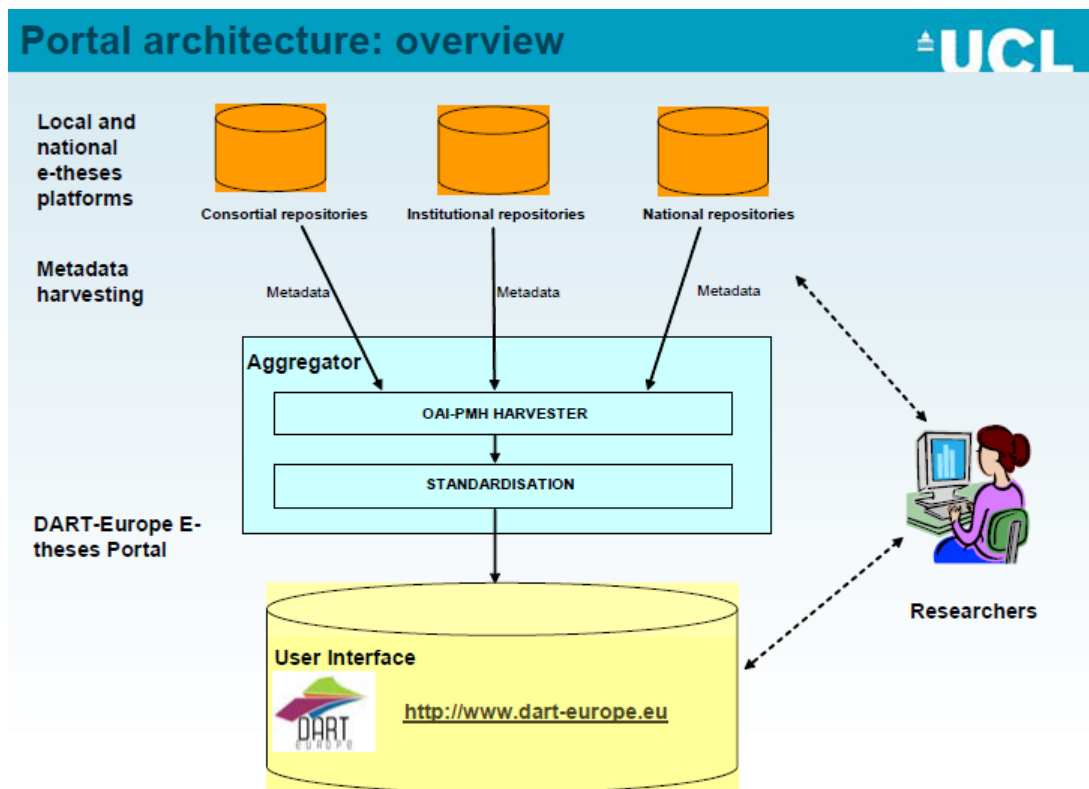 Portal architecture: overview
UCL
Local and
national
e-theses
platforms
Consortial repositories
Institutional repositories
National repositories
Metadada
harvesting
Metadata
Metadata
Metadata
Aggregator
OAI-PMH HARVESTER
STANDARDISATION
DART-Europe E-
theses Portal
Researchers
User Interface
DART
europe
http://www.dart-europe.eu